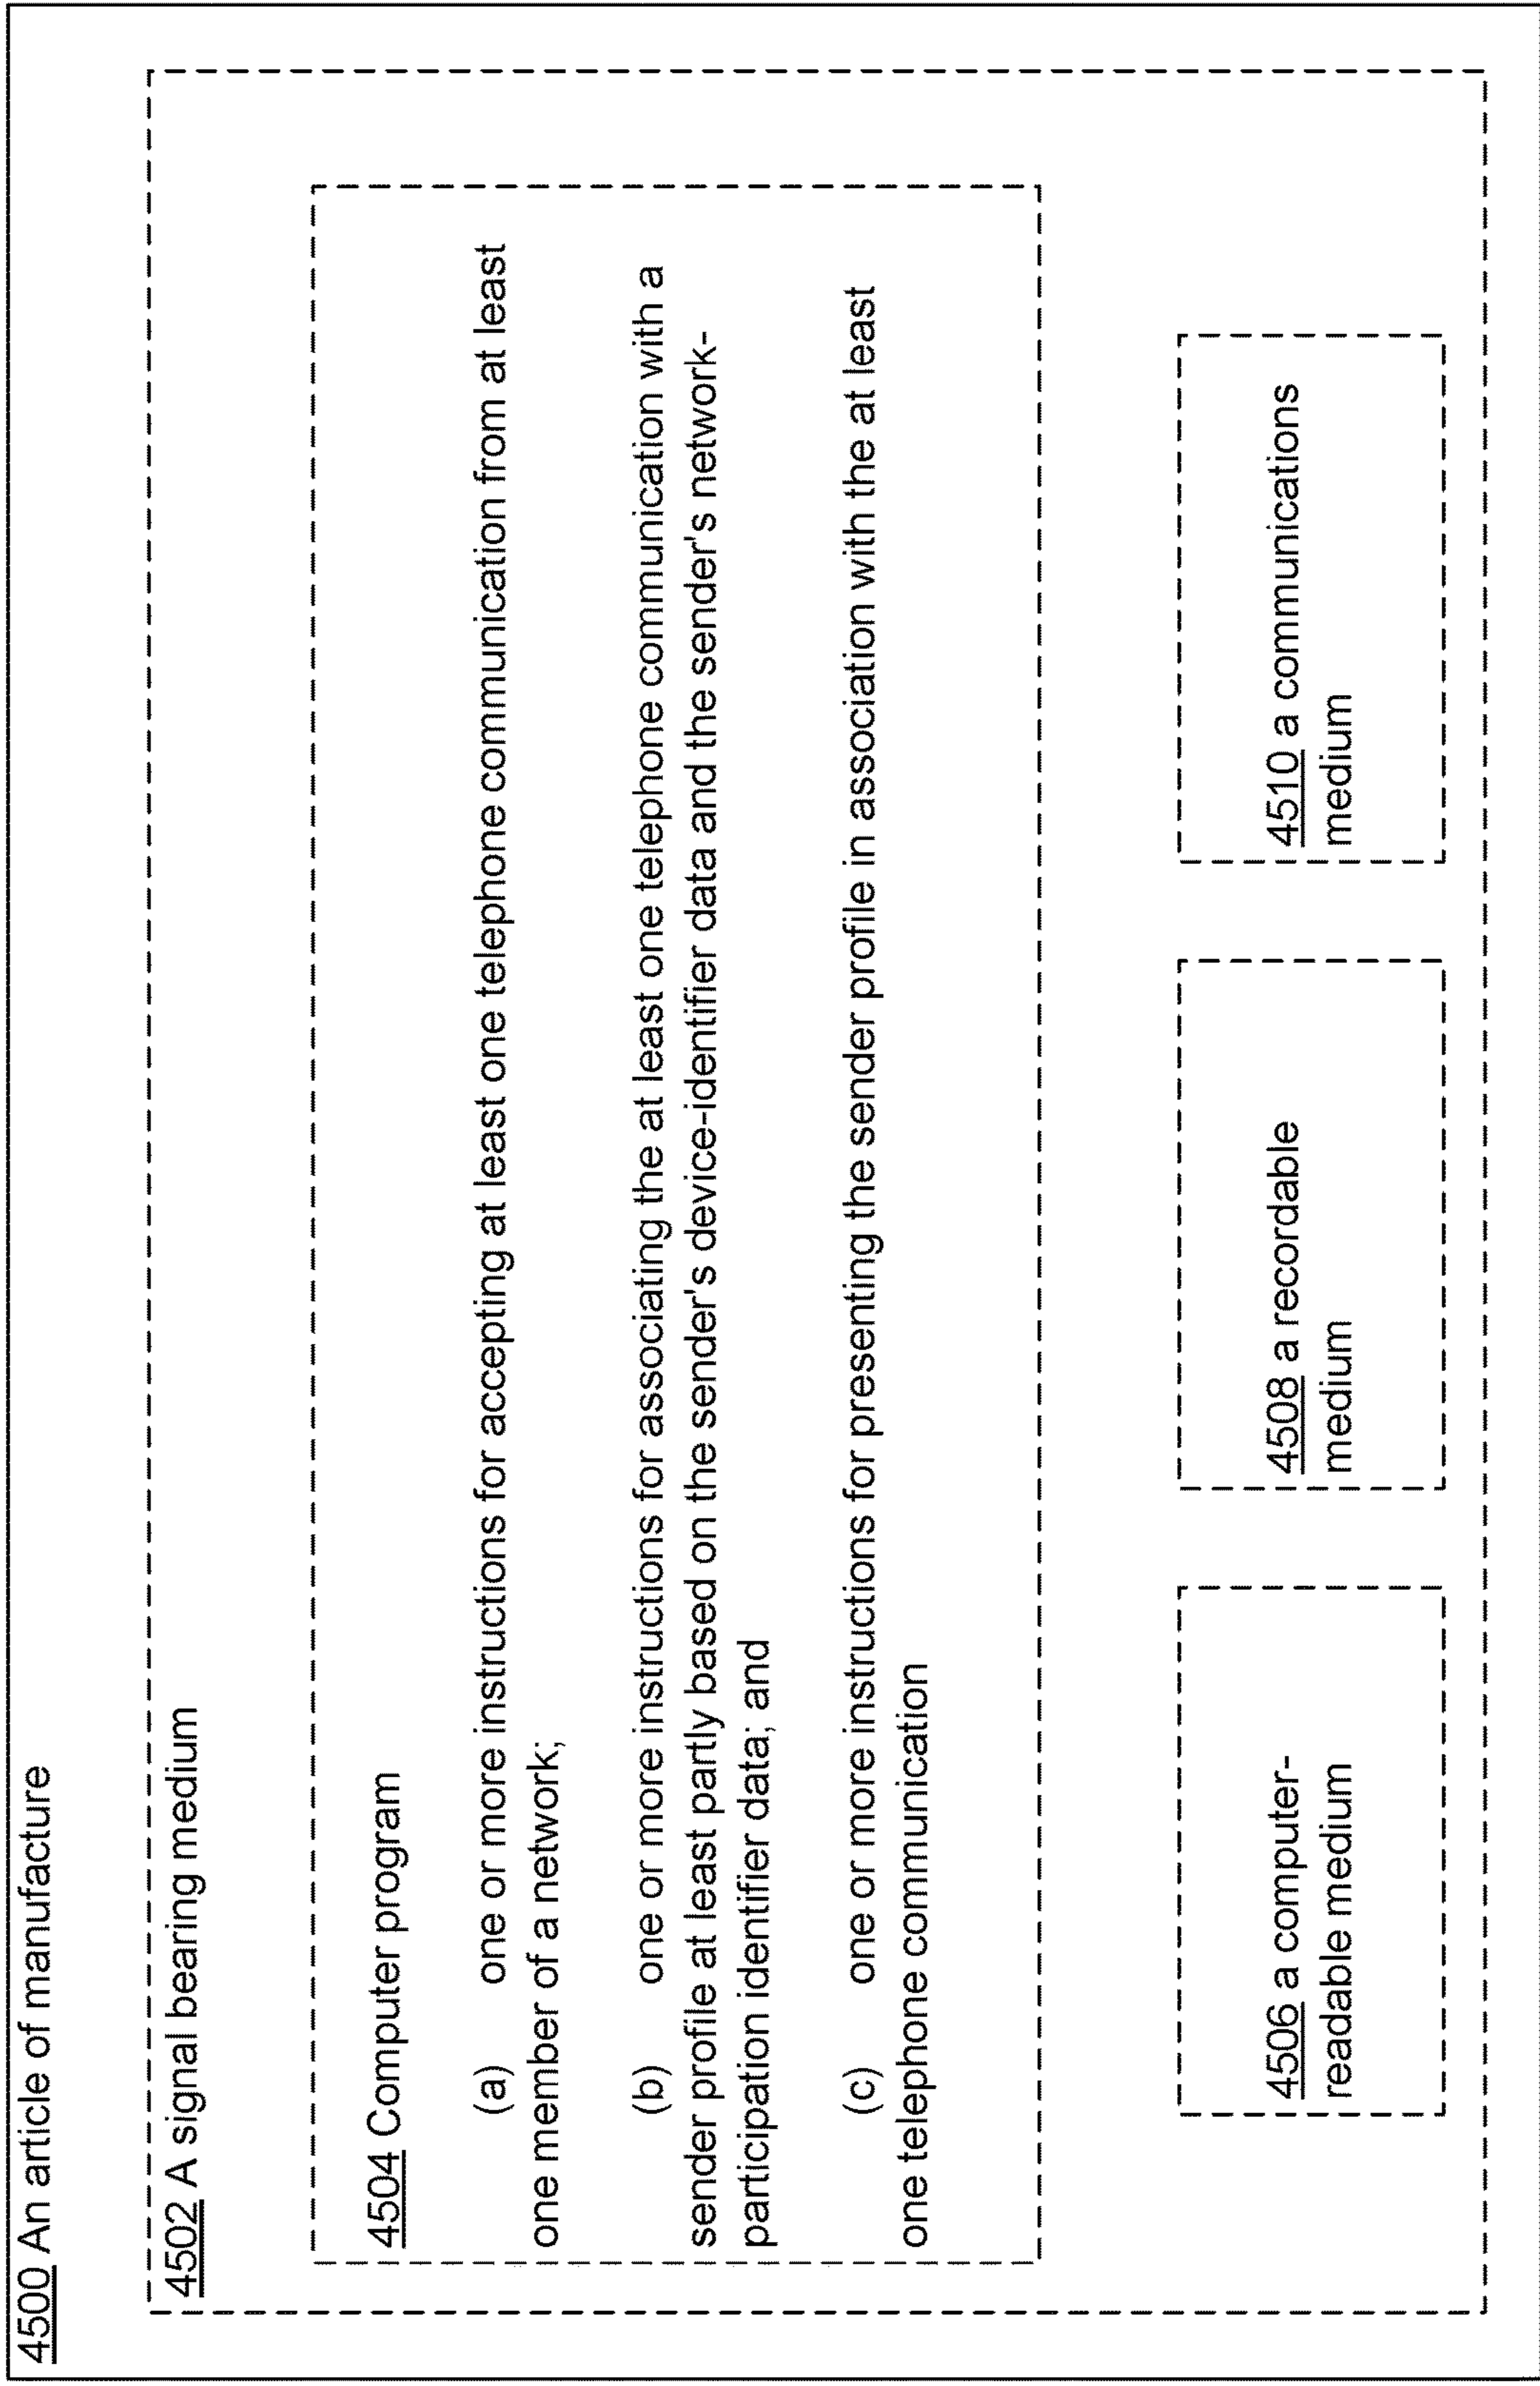 4500 An article of manufacture
4502 A signal bearing medium
4504 Computer program
(a) one or more instructions for accepting at least one telephone communication from at least
one member of a network;
(b) one or more instructions for associating the at least one telephone communication with a
sender profile at least partly based on the sender's device-identifier data and the sender's network-
participation identifier data; and
(c) one or more instructions for presenting the sender profile in association with the at least
one telephone communication
4506 a computer-
readable medium
4508 a recordable
medium
4510 a communications
medium